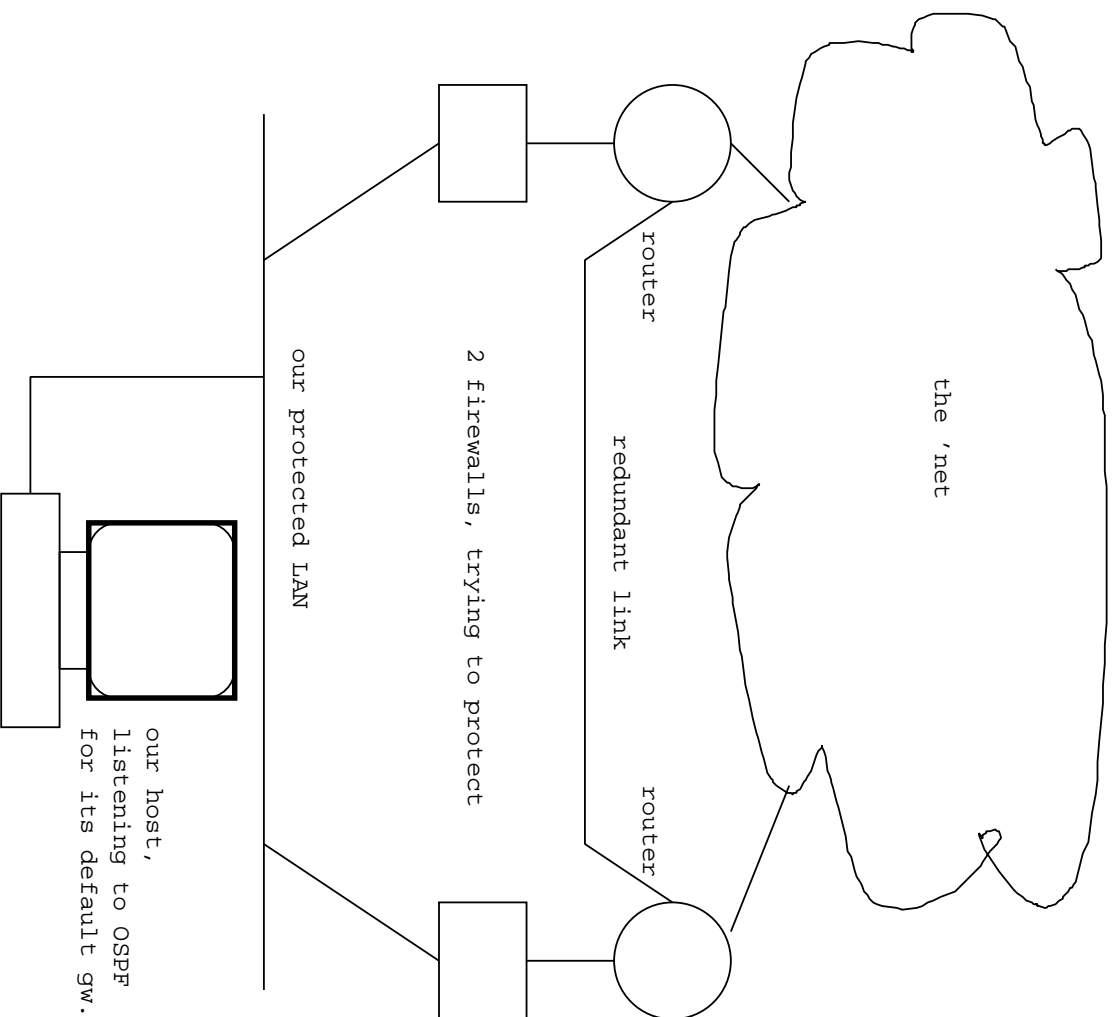 the 'net
router
router
redundant link
2 firewalls, trying to protect
our protected LAN
our host,
listening to OSPF
for its default gw.